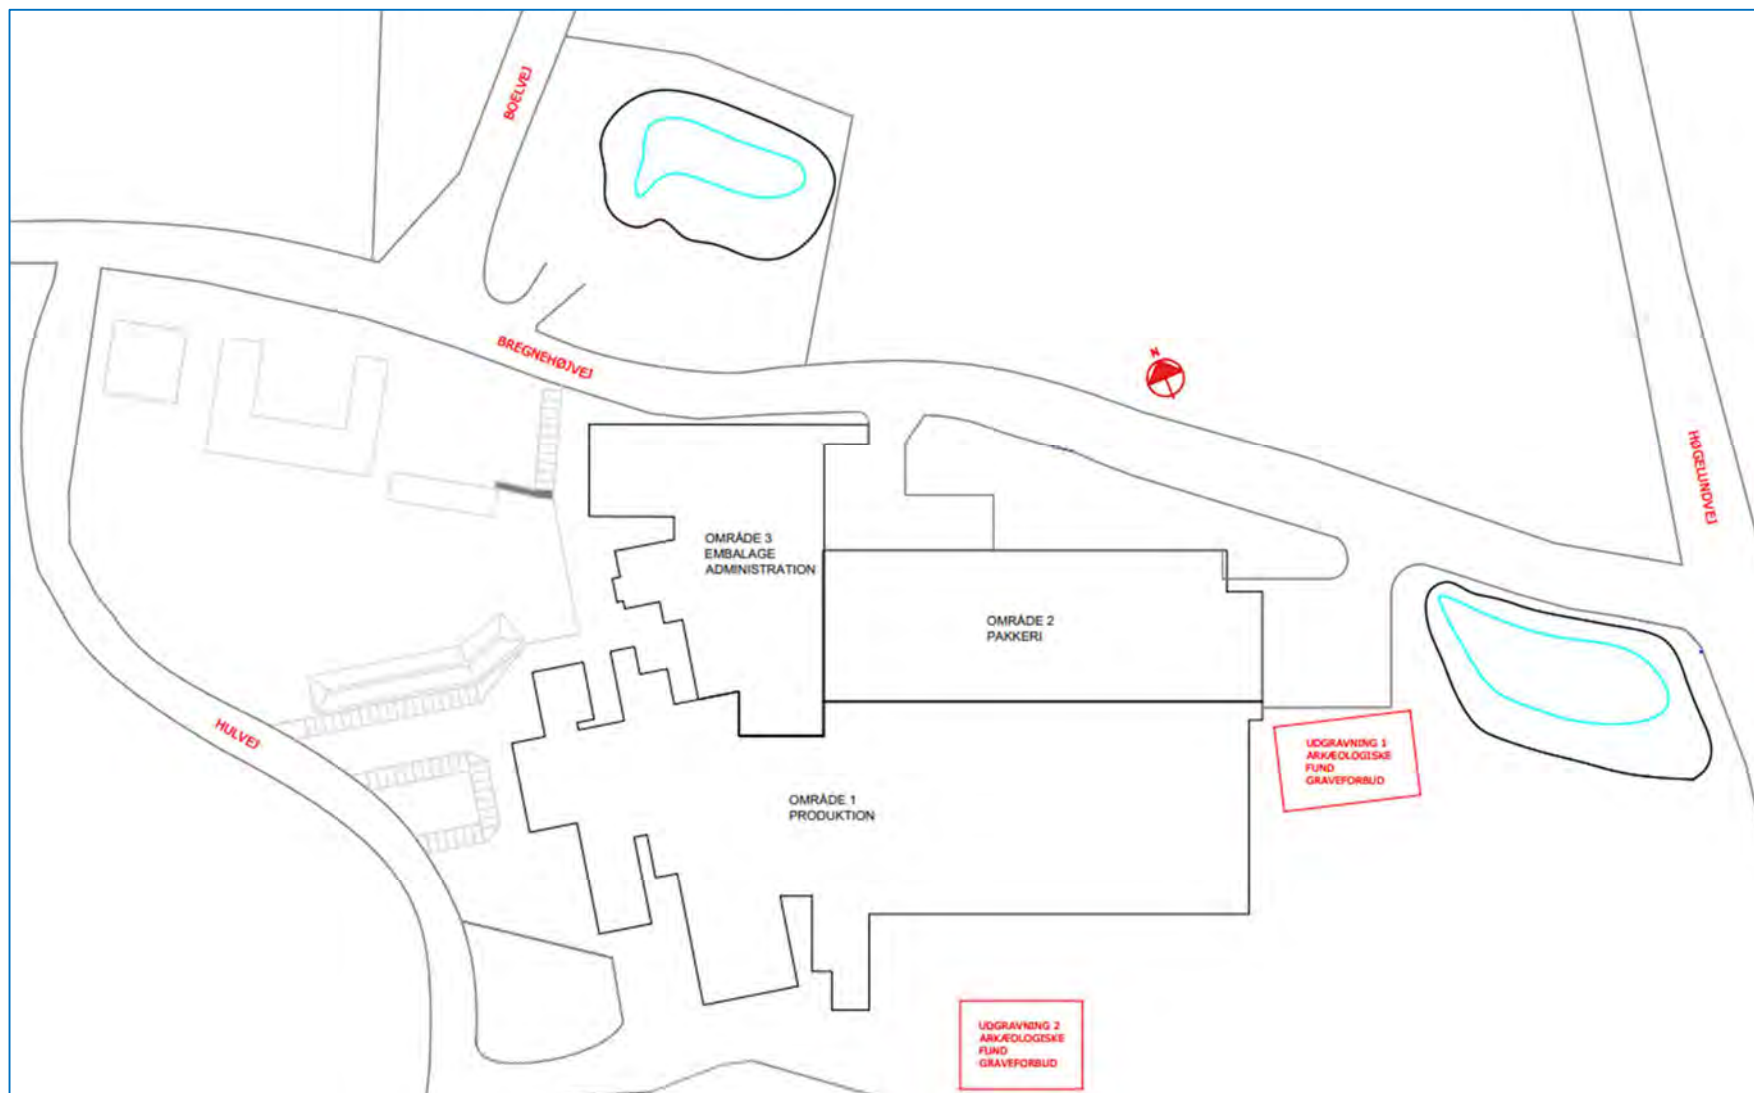 BOELVEJ
BREGNEHØJVEJ
N
HØGELUNDVEJ
OMRÅDE 3
EMBALAGE
ADMINISTRATION
OMRÅDE 2
PAKKERI
HULVEJ
UDGRAVNING 1
ARKÆOLOGISKE
FUND
GRAVEFORBUD
OMRÅDE 1
PRODUKTION
UDGRAVNING 2
ARKÆOLOGISKE
FUND
GRAVEFORBUD